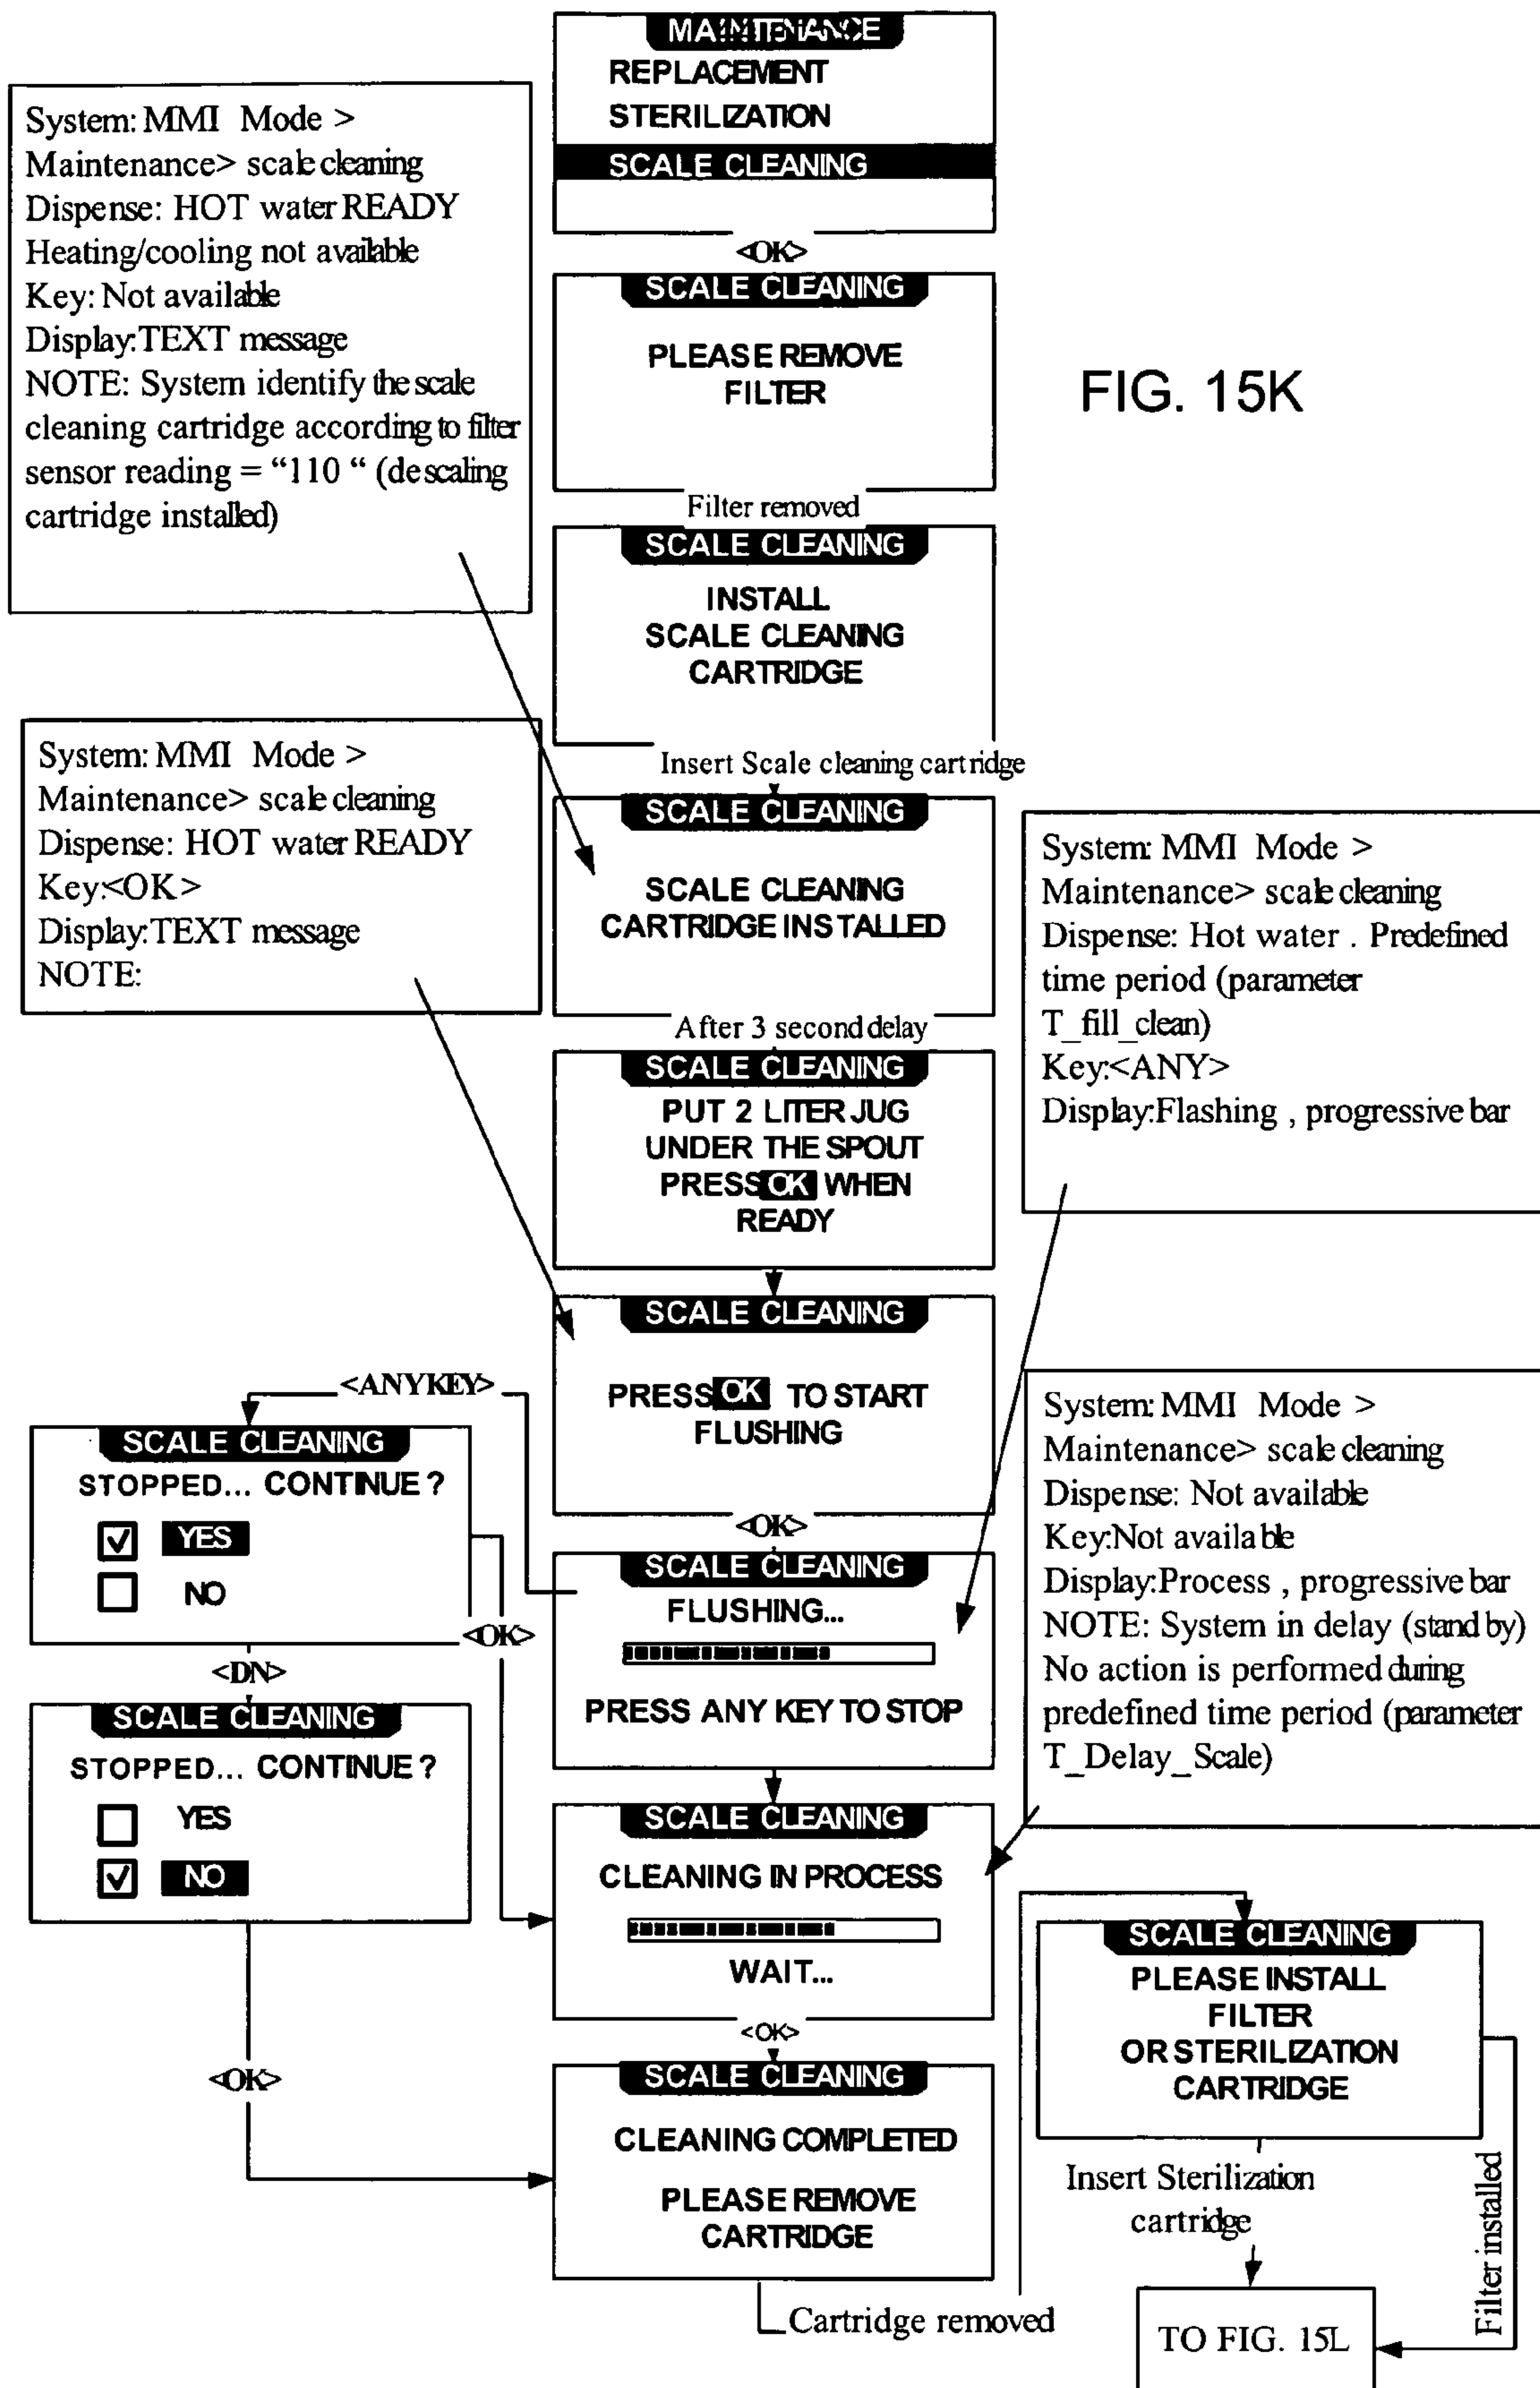 MAINTENANCE
REPLACEMENT
STERILIZATION
SCALE CLEANING
<OK>
System: MMI Mode >
Maintenance> scale cleaning
Dispense: HOT water READY
Heating/cooling not available
Key: Not available
Display:TEXT message
NOTE: System identify the scale
cleaning cartridge according to filter
sensor reading = “110 “ (descaling
cartridge installed)
SCALE CLEANING
PLEASE REMOVE
FILTER
FIG. 15K
Filter removed
SCALE CLEANING
INSTALL
SCALE CLEANING
CARTRIDGE
Insert Scale cleaning cartridge
System: MMI Mode >
Maintenance> scale cleaning
Dispense: HOT water READY
Key:<OK>
Display:TEXT message
NOTE:
SCALE CLEANING
SCALE CLEANING
CARTRIDGE INSTALLED
After 3 second delay
System: MMI Mode >
Maintenance> scale cleaning
Dispense: Hot water . Predefined
time period (parameter
T_fill_clean)
Key:<ANY>
Display:Flashing , progressive bar
SCALE CLEANING
PUT 2 LITER JUG
UNDER THE SPOUT
PRESS OK WHEN
READY
SCALE CLEANING
PRESS OK TO START
FLUSHING
<OK>
<ANYKEY>
SCALE CLEANING
STOPPED... CONTINUE ?
YES
NO
<OK>
<DN>
SCALE CLEANING
FLUSHING...
PRESS ANY KEY TO STOP
System: MMI Mode >
Maintenance> scale cleaning
Dispense: Not available
Key:Not available
Display:Process , progressive bar
NOTE: System in delay (stand by)
No action is performed during
predefined time period (parameter
T_Delay_Scale)
SCALE CLEANING
STOPPED... CONTINUE ?
YES
NO
<OK>
SCALE CLEANING
CLEANING IN PROCESS
WAIT...
<OK>
SCALE CLEANING
CLEANING COMPLETED
PLEASE REMOVE
CARTRIDGE
Cartridge removed
SCALE CLEANING
PLEASE INSTALL
FILTER
OR STERILIZATION
CARTRIDGE
Insert Sterilization
cartridge
Filter installed
TO FIG. 15L